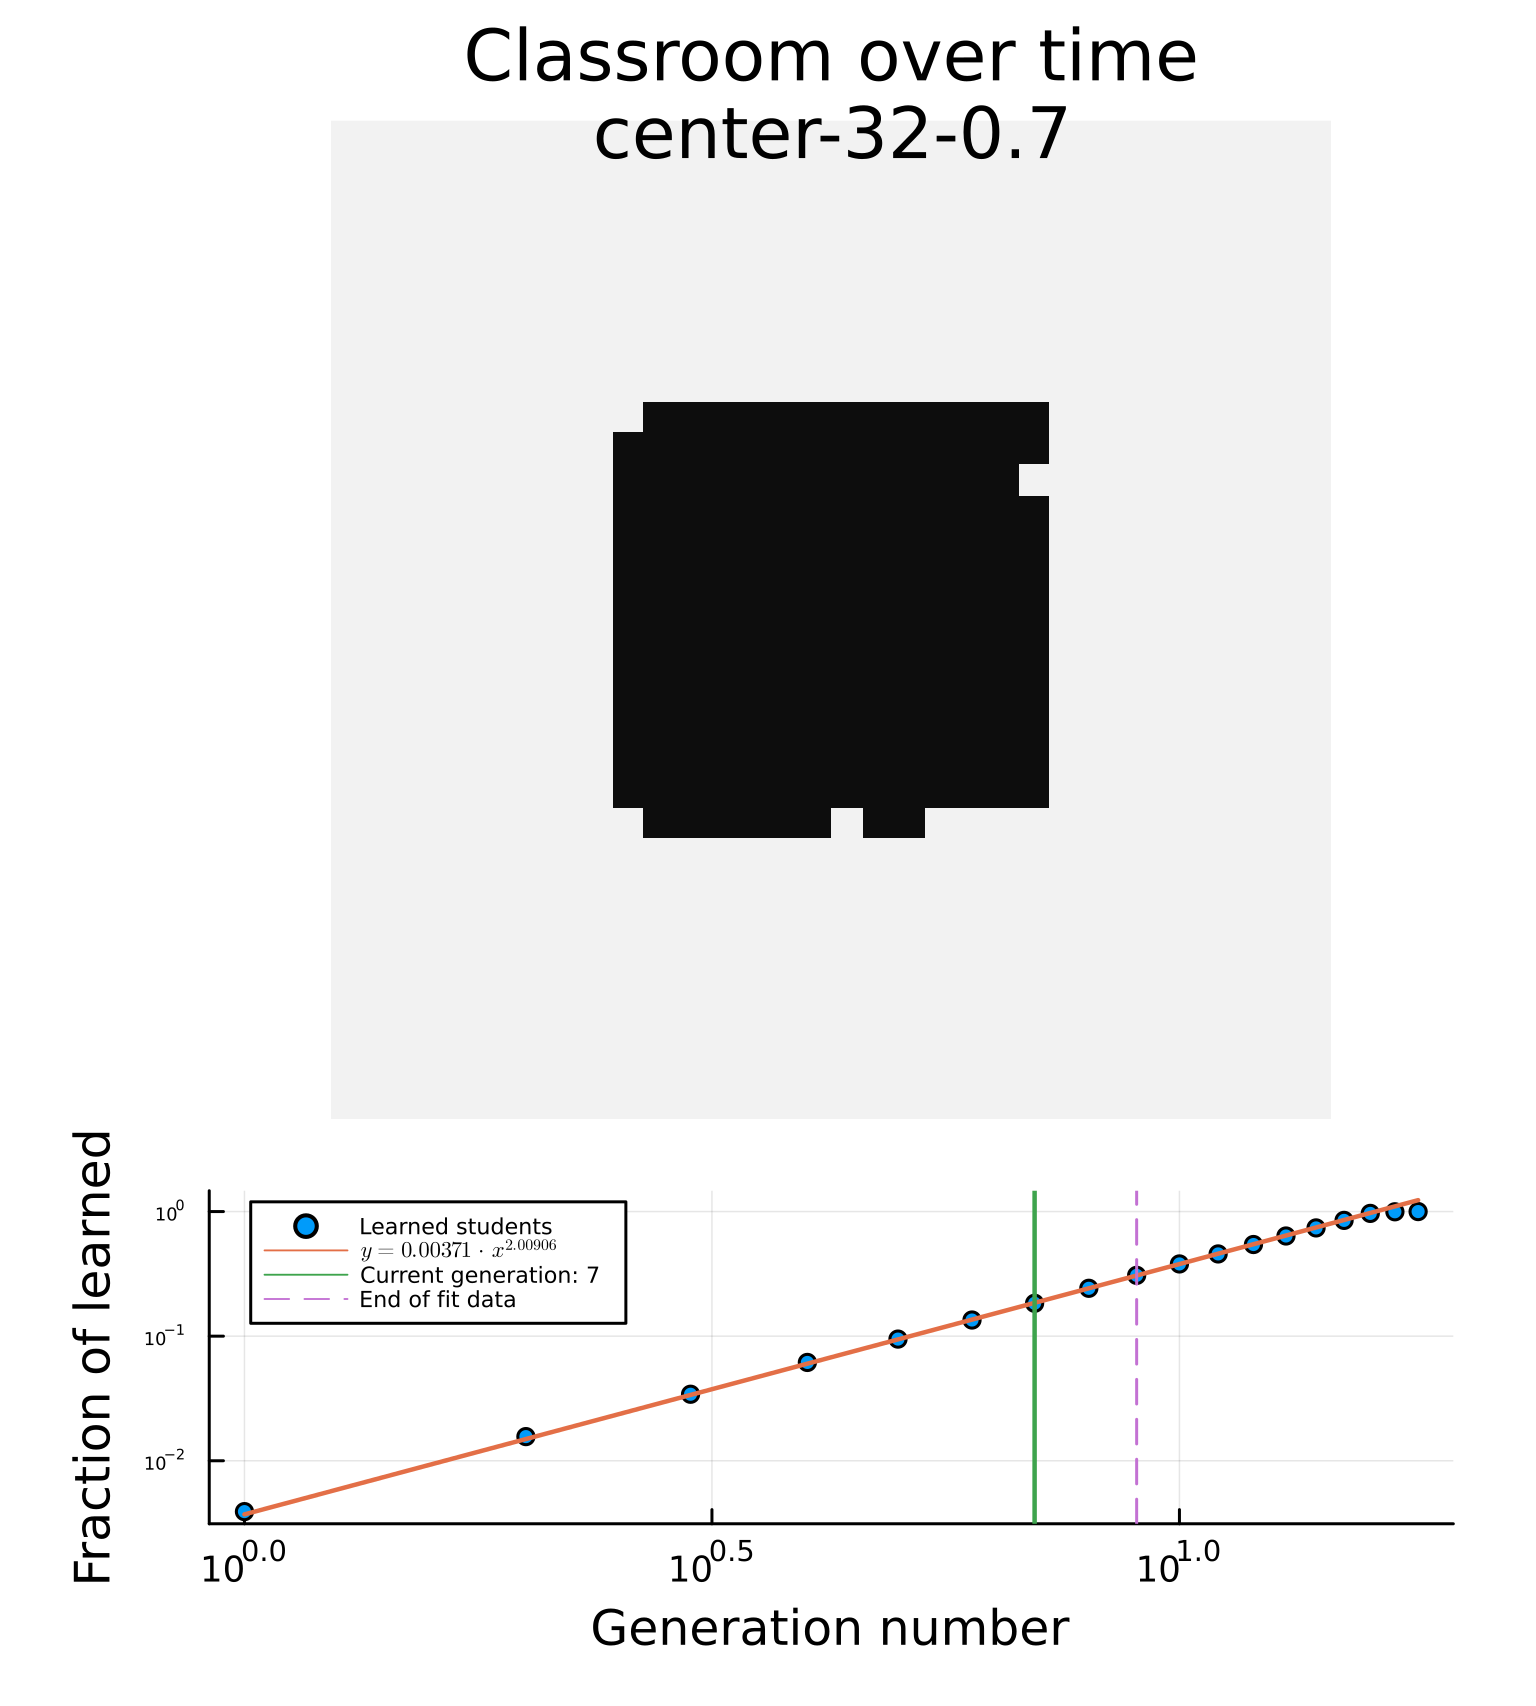 Classroom over time
center-32-0.7
Fraction of learned
10⁰
10⁻¹
10⁻²
Learned students
y = 0.00371 · x^2.00906
Current generation: 7
End of fit data
10^0.0
10^0.5
10^1.0
Generation number